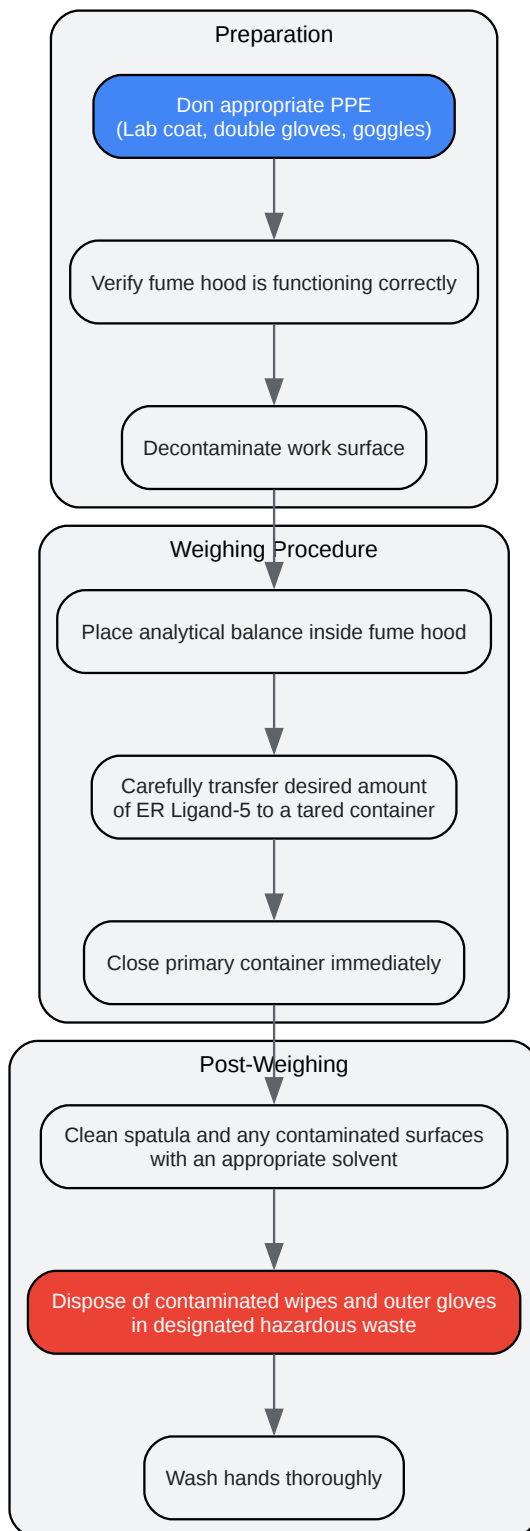 Preparation
Don appropriate PPE
(Lab coat, double gloves, goggles)
Verify fume hood is functioning correctly
Decontaminate work surface
Weighing Procedure
Place analytical balance inside fume hood
Carefully transfer desired amount
of ER Ligand-5 to a tared container
Close primary container immediately
Post-Weighing
Clean spatula and any contaminated surfaces
with an appropriate solvent
Dispose of contaminated wipes and outer gloves
in designated hazardous waste
Wash hands thoroughly